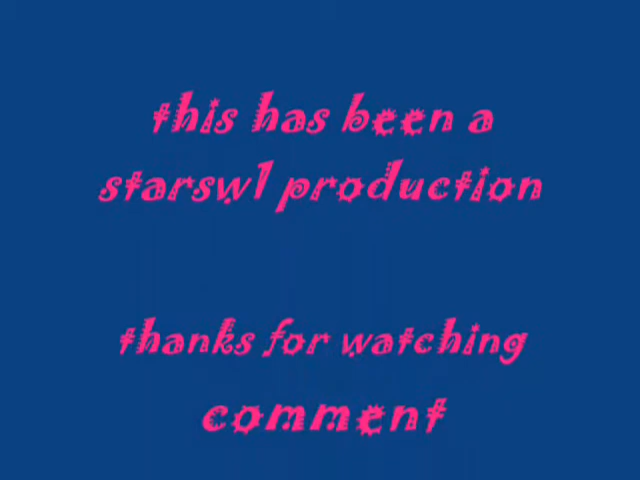 this has been a
starsw1 production
thanks for watching
comment